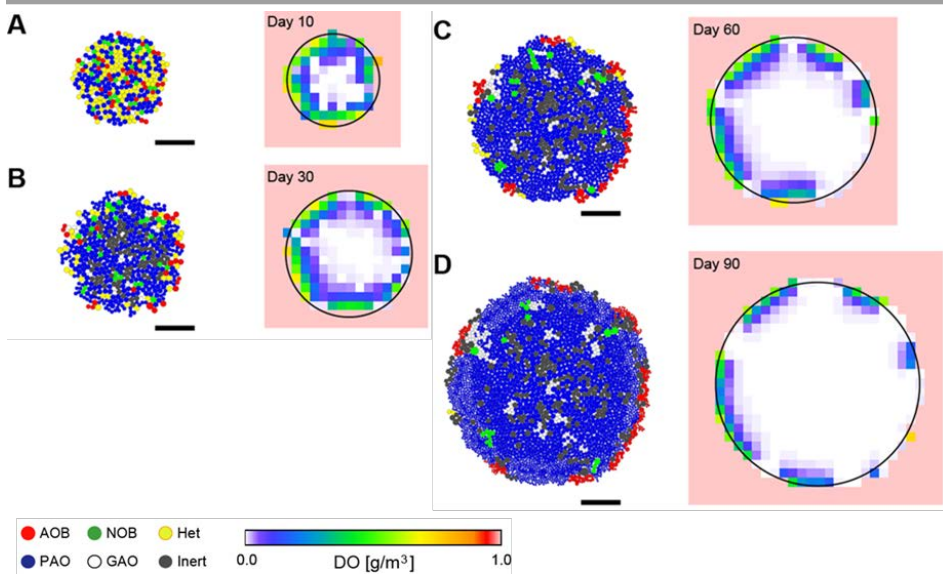 A
Day 10
B
Day 30
C
Day 60
D
Day 90
AOB NOB Het
PAO GAO Inert
0.0 DO [g/m³] 1.0